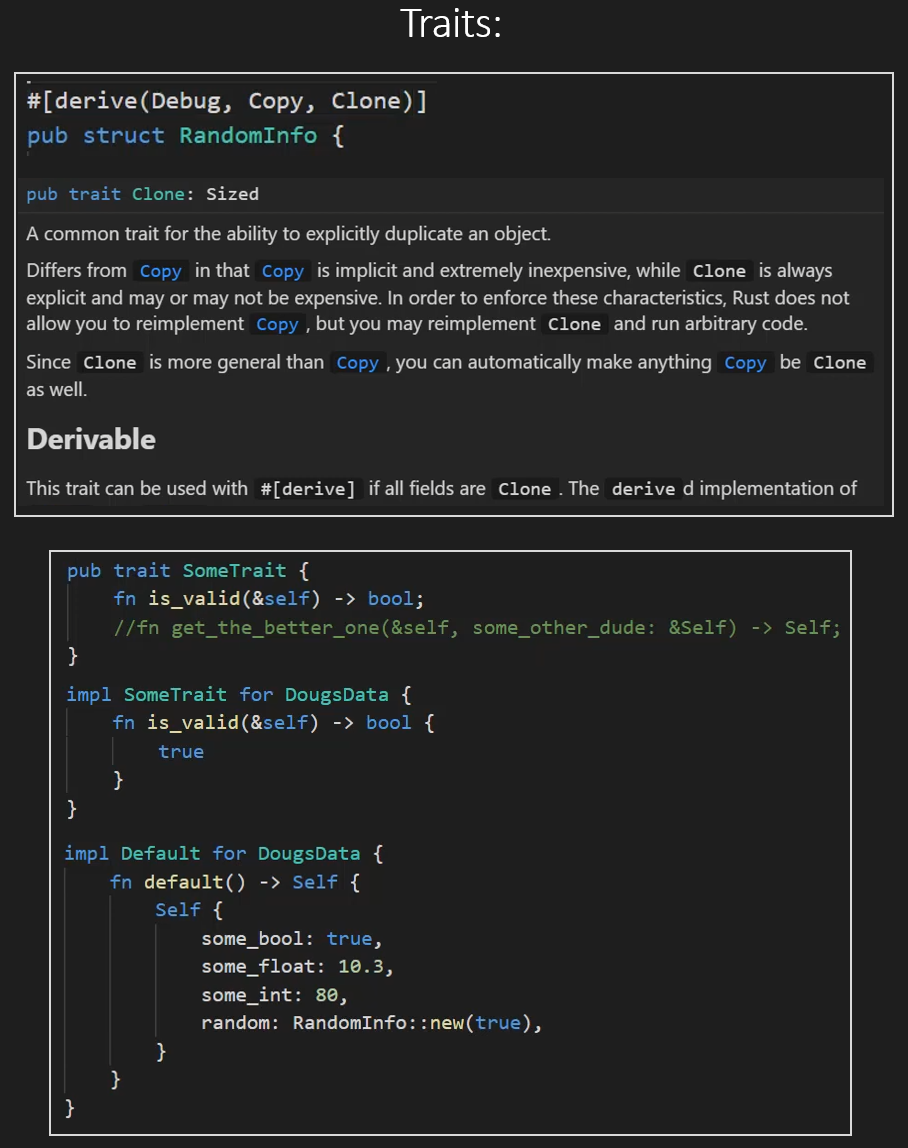 Traits:
#[derive(Debug, Copy, Clone)]
pub struct RandomInfo {
pub trait Clone: Sized
A common trait for the ability to explicitly duplicate an object.
Differs from Copy in that Copy is implicit and extremely inexpensive, while Clone is always
explicit and may or may not be expensive. In order to enforce these characteristics, Rust does not
allow you to reimplement Copy , but you may reimplement Clone and run arbitrary code.
Since Clone is more general than Copy , you can automatically make anything Copy be Clone
as well.
Derivable
This trait can be used with #[derive] if all fields are Clone . The derive d implementation of
pub trait SomeTrait {
    fn is_valid(&self) -> bool;
    //fn get_the_better_one(&self, some_other_dude: &Self) -> Self;
}
impl SomeTrait for DougsData {
    fn is_valid(&self) -> bool {
        true
    }
}
impl Default for DougsData {
    fn default() -> Self {
        Self {
            some_bool: true,
            some_float: 10.3,
            some_int: 80,
            random: RandomInfo::new(true),
        }
    }
}